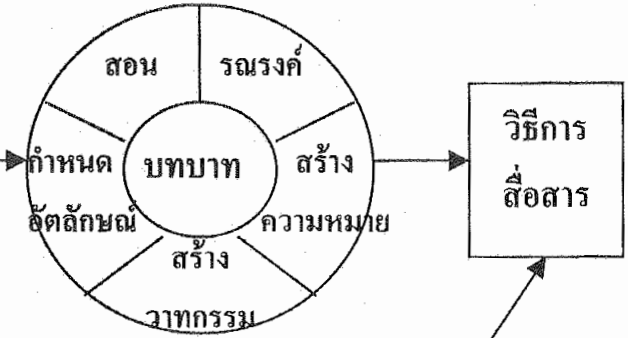 สอน
รณรงค์
กำหนด
อัตลักษณ์
บทบาท
สร้าง
ความหมาย
สร้าง
วาทกรรม
วิธีการ
สื่อสาร